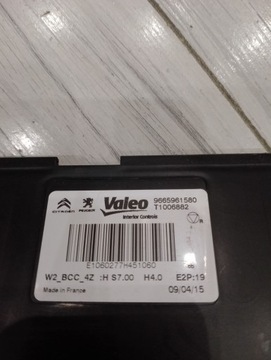 CITROËN PEUGEOT Valeo 9665961580
T1006882
Interior Controls
E1060277H451060
W2_BCC_4Z :H S7.00 H4.0 E2P:19
Made in France 09/04/15